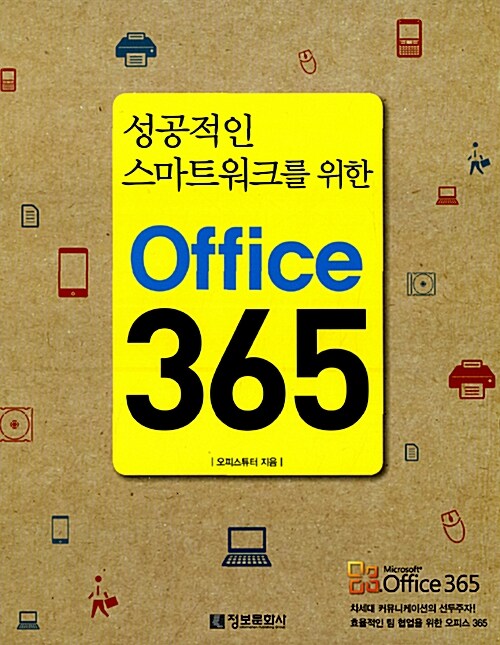 성공적인
스마트워크를 위한
Office
365
| 오피스튜터 지음 |
Microsoft®
Office 365
차세대 커뮤니케이션의 선두주자!
효율적인 팀 협업을 위한 오피스 365
정보문화사